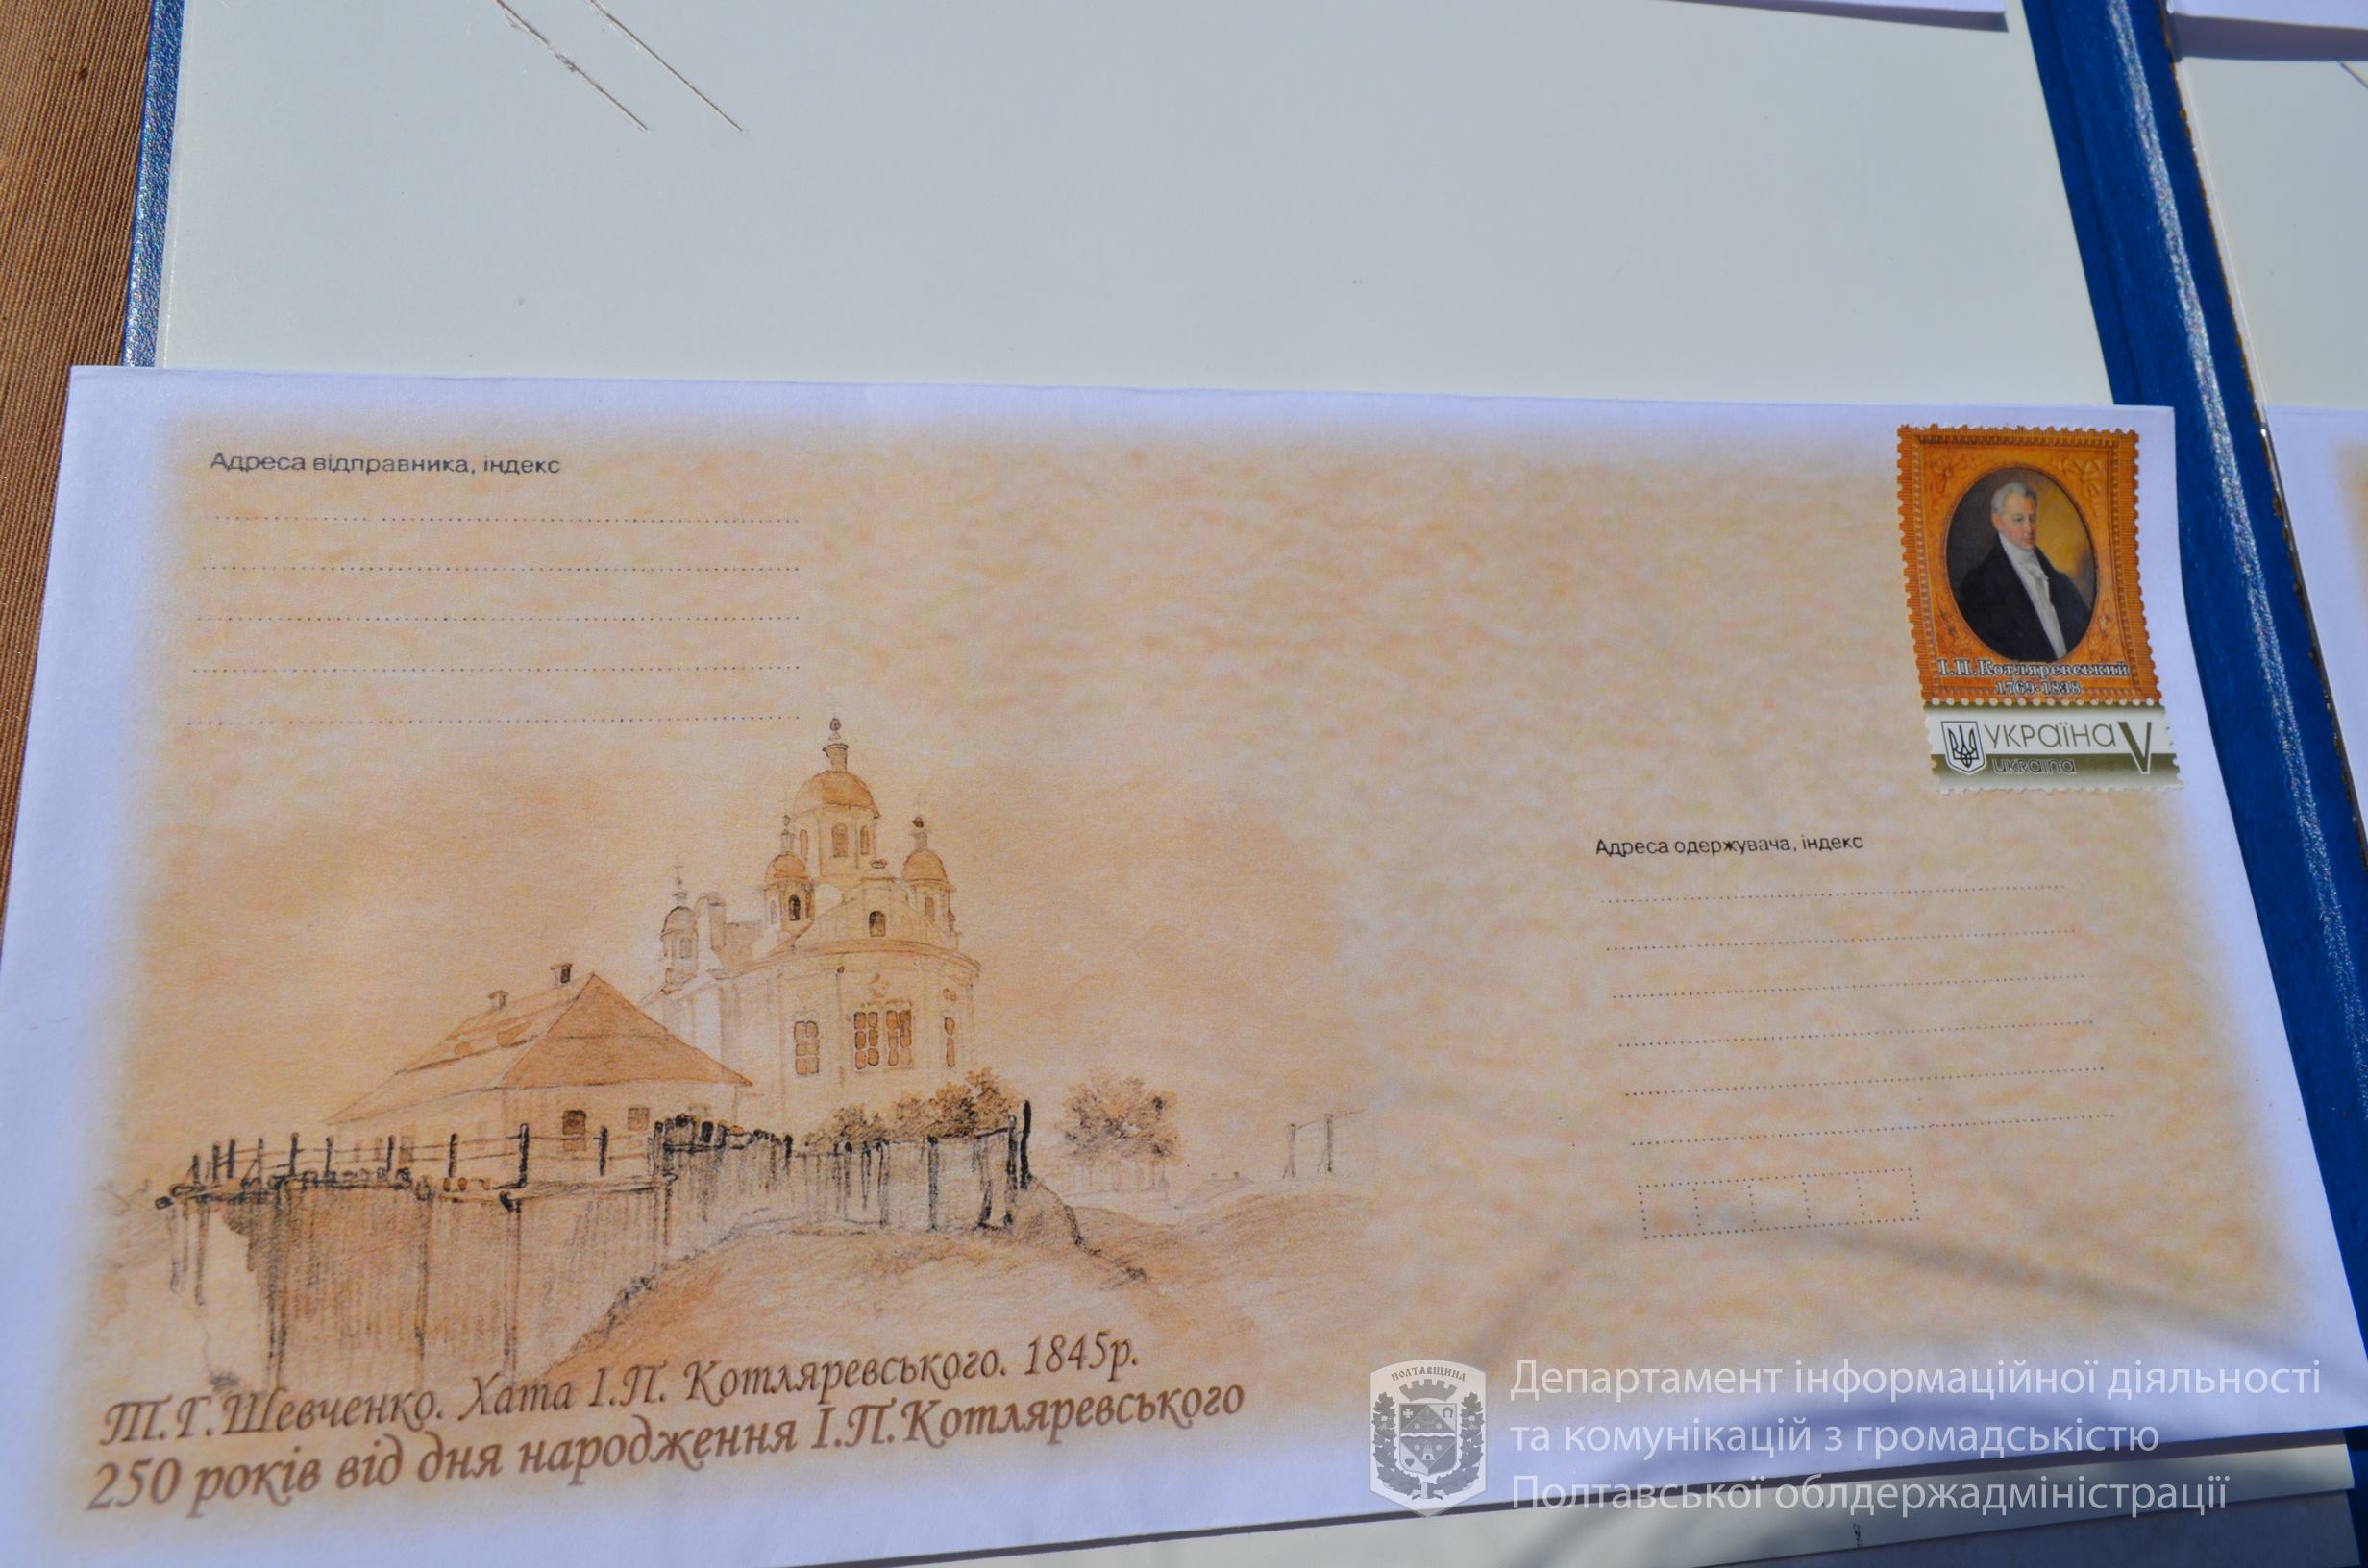 Адреса відправника, індекс
І.П.Котляревський
1769-1838
УКРАЇНА V
UKRAINA
Адреса одержувача, індекс
Т.Г.Шевченко. Хата І.П. Котляревського. 1845р.
250 років від дня народження І.П.Котляревського
ПОЛТАВЩИНА
Департамент інформаційної діяльності
та комунікацій з громадськістю
Полтавської облдержадміністрації